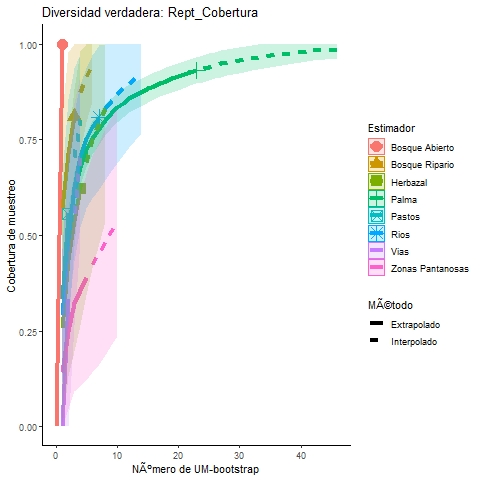 Diversidad verdadera: Rept_Cobertura
Cobertura de muestreo
1.00
0.75
0.50
0.25
0.00
0
10
20
30
40
NÃºmero de UM-bootstrap
Estimador
Bosque Abierto
Bosque Ripario
Herbazal
Palma
Pastos
Rios
Vias
Zonas Pantanosas
MÃ©todo
Extrapolado
Interpolado